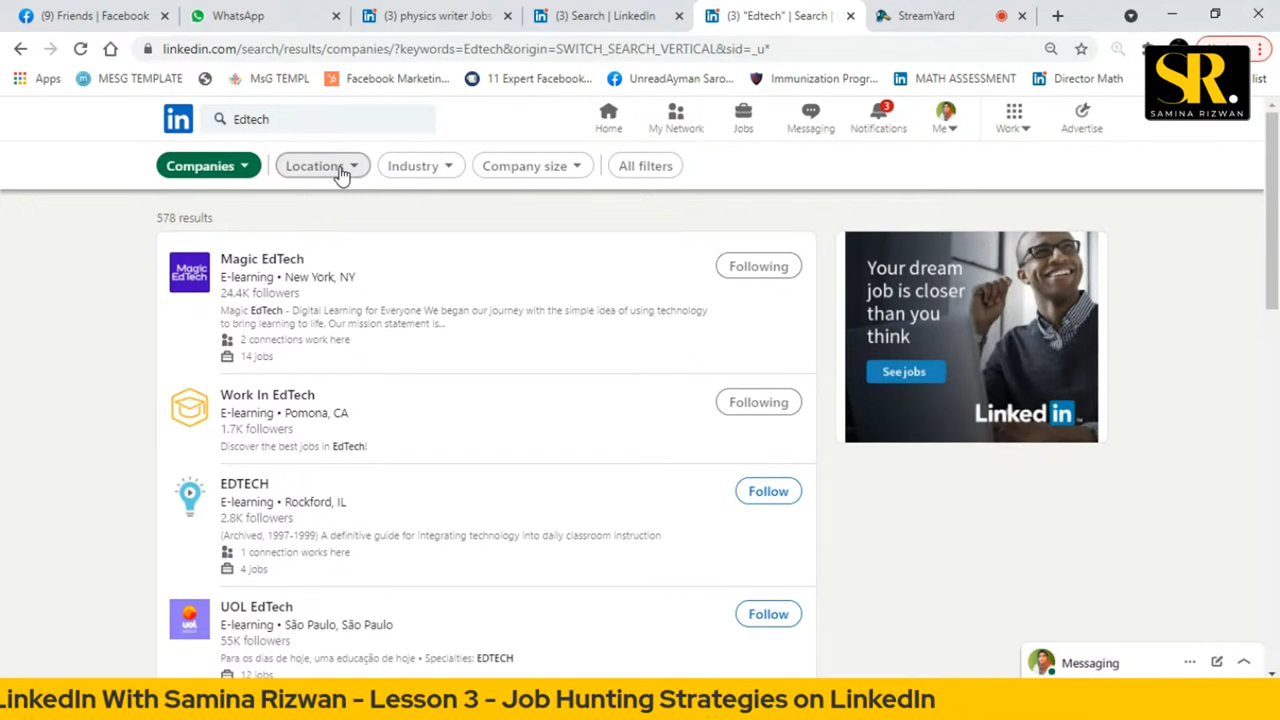 (9) Friends | Facebook
WhatsApp
(3) physics writer Jobs
(3) Search | LinkedIn
(3) "Edtech" | Search |
StreamYard
linkedin.com/search/results/companies/?keywords=Edtech&origin=SWITCH_SEARCH_VERTICAL&sid=_u*
Apps
MESG TEMPLATE
MsG TEMPL
Facebook Marketin...
11 Expert Facebook...
UnreadAyman Saro...
Immunization Progr...
MATH ASSESSMENT
Director Math
list
SR.
SAMINA RIZWAN
in
Edtech
Home
My Network
Jobs
Messaging
3
Notifications
Me
Work
Advertise
Companies
Locations
Industry
Company size
All filters
578 results
Magic EdTech
Magic EdTech
E-learning • New York, NY
24.4K followers
Magic EdTech - Digital Learning for Everyone We began our journey with the simple idea of using technology
to bring learning to life. Our mission statement is...
2 connections work here
14 jobs
Following
Work In EdTech
E-learning • Pomona, CA
1.7K followers
Discover the best jobs in EdTech!
Following
EDTECH
E-learning • Rockford, IL
2.8K followers
(Archived, 1997-1999) A definitive guide for integrating technology into daily classroom instruction
1 connection works here
4 jobs
Follow
UOL EdTech
E-learning • São Paulo, São Paulo
55K followers
Para os dias de hoje, uma educação de hoje • Specialties: EDTECH
12 jobs
Follow
Your dream
job is closer
than you
think
See jobs
Linked in
Messaging
LinkedIn With Samina Rizwan - Lesson 3 - Job Hunting Strategies on LinkedIn